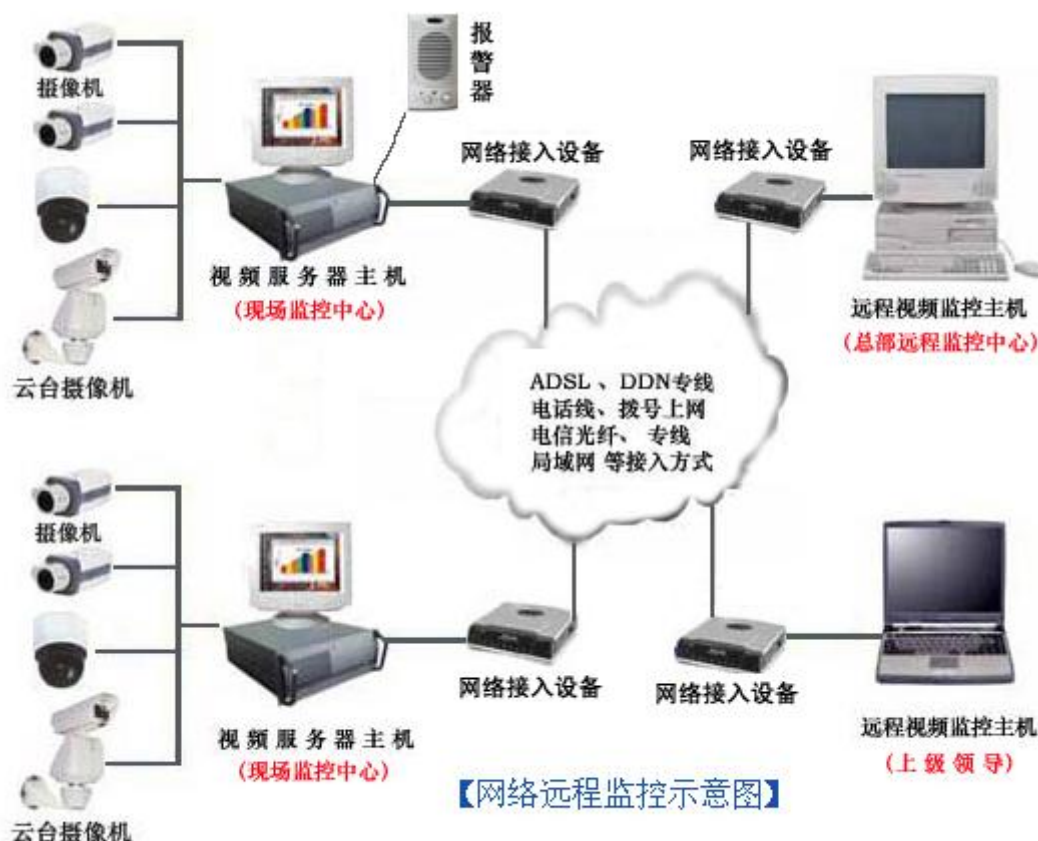 报
警
器
摄像机
网络接入设备
网络接入设备
视频服务器主机
(现场监控中心)
远程视频监控主机
(总部远程监控中心)
云台摄像机
ADSL 、DDN专线
电话线、拨号上网
电信光纤、 专线
局域网 等接入方式
摄像机
网络接入设备
网络接入设备
视频服务器主机
(现场监控中心)
远程视频监控主机
(上级领导)
【网络远程监控示意图】
云台摄像机